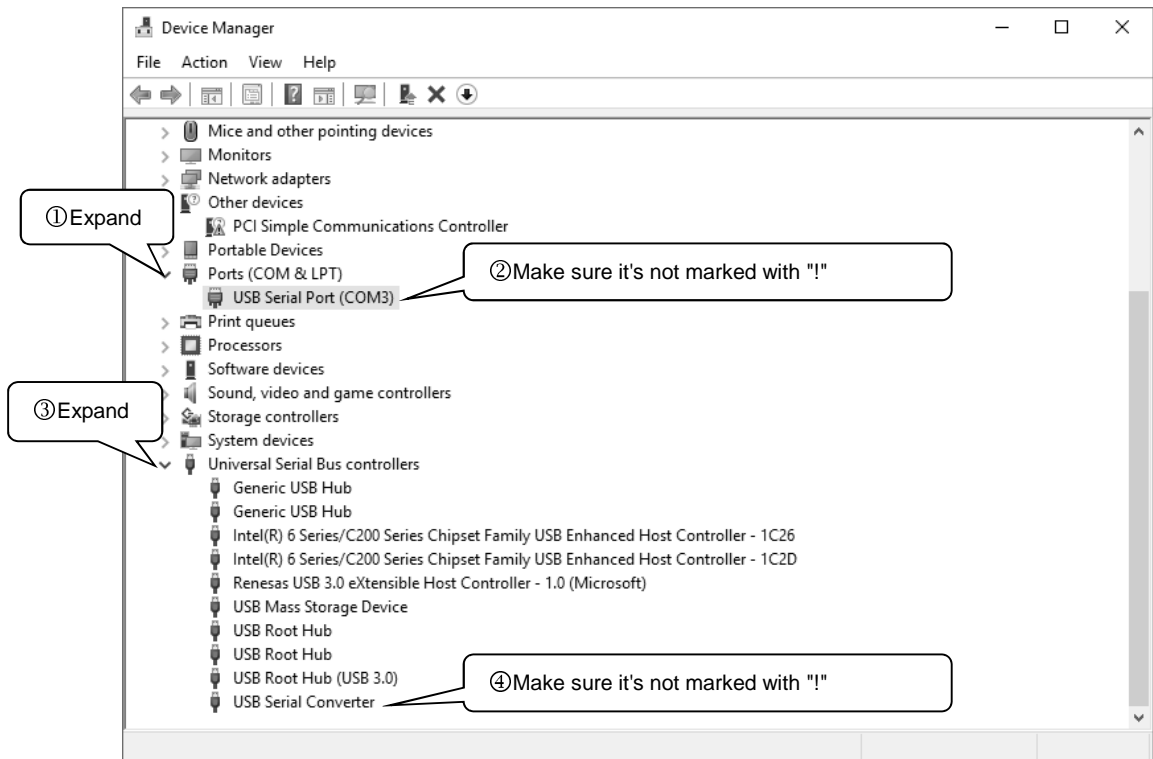 Device Manager
File Action View Help
Mice and other pointing devices
Monitors
Network adapters
Other devices
①Expand
PCI Simple Communications Controller
Portable Devices
②Make sure it's not marked with "!"
Ports (COM & LPT)
USB Serial Port (COM3)
Print queues
Processors
Software devices
Sound, video and game controllers
③Expand
Storage controllers
System devices
Universal Serial Bus controllers
Generic USB Hub
Generic USB Hub
Intel(R) 6 Series/C200 Series Chipset Family USB Enhanced Host Controller - 1C26
Intel(R) 6 Series/C200 Series Chipset Family USB Enhanced Host Controller - 1C2D
Renesas USB 3.0 eXtensible Host Controller - 1.0 (Microsoft)
USB Mass Storage Device
USB Root Hub
USB Root Hub
USB Root Hub (USB 3.0)
④Make sure it's not marked with "!"
USB Serial Converter